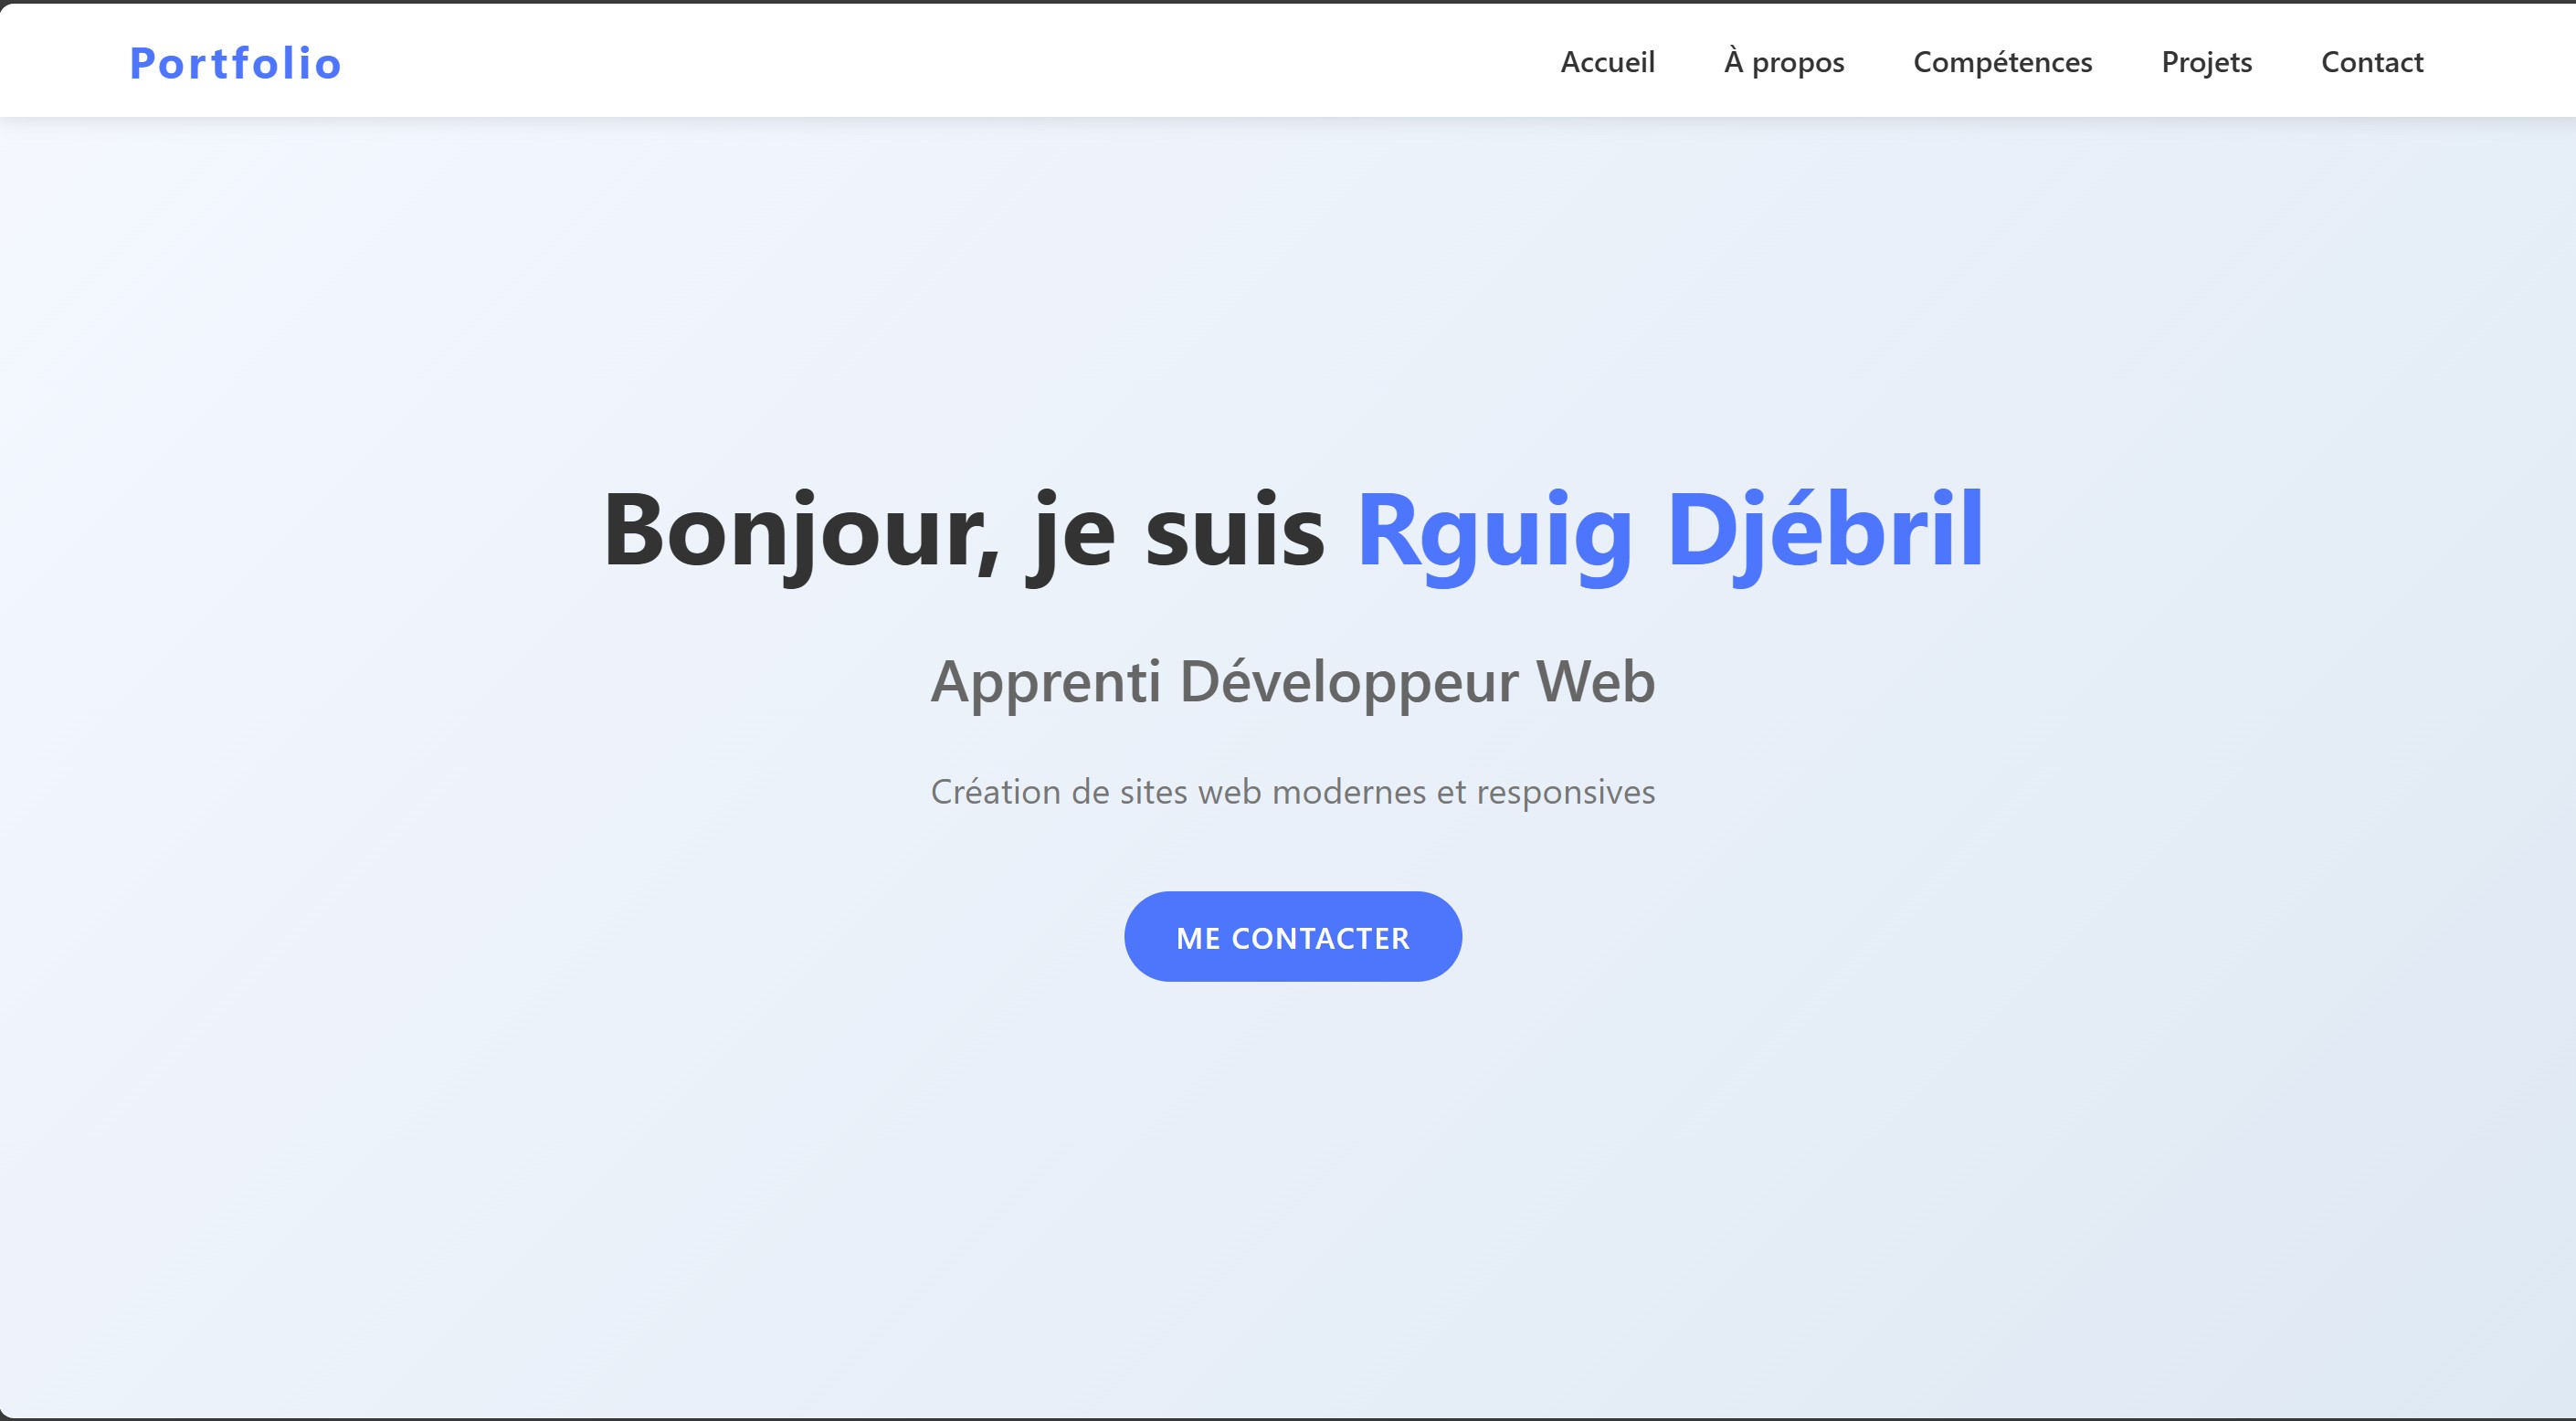 Portfolio
Accueil À propos Compétences Projets Contact
Bonjour, je suis Rguig Djébril
Apprenti Développeur Web
Création de sites web modernes et responsives
ME CONTACTER